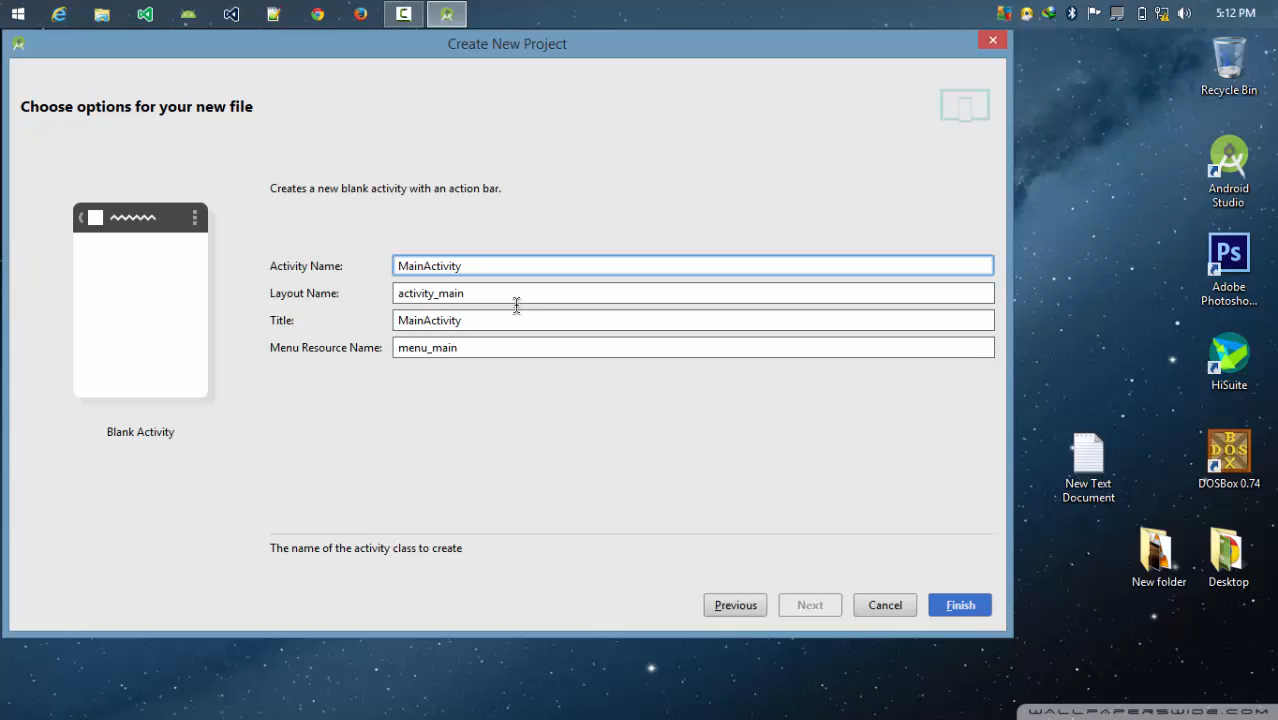 5:12 PM
Create New Project
Choose options for your new file
Creates a new blank activity with an action bar.
Activity Name: MainActivity
Layout Name: activity_main
Title: MainActivity
Menu Resource Name: menu_main
Blank Activity
The name of the activity class to create
Previous Next Cancel Finish
Recycle Bin
Android
Studio
Ps
Adobe
Photosho...
HiSuite
New Text
Document
DOSBox 0.74
New folder
Desktop
WALLPAPERSWIDE.COM